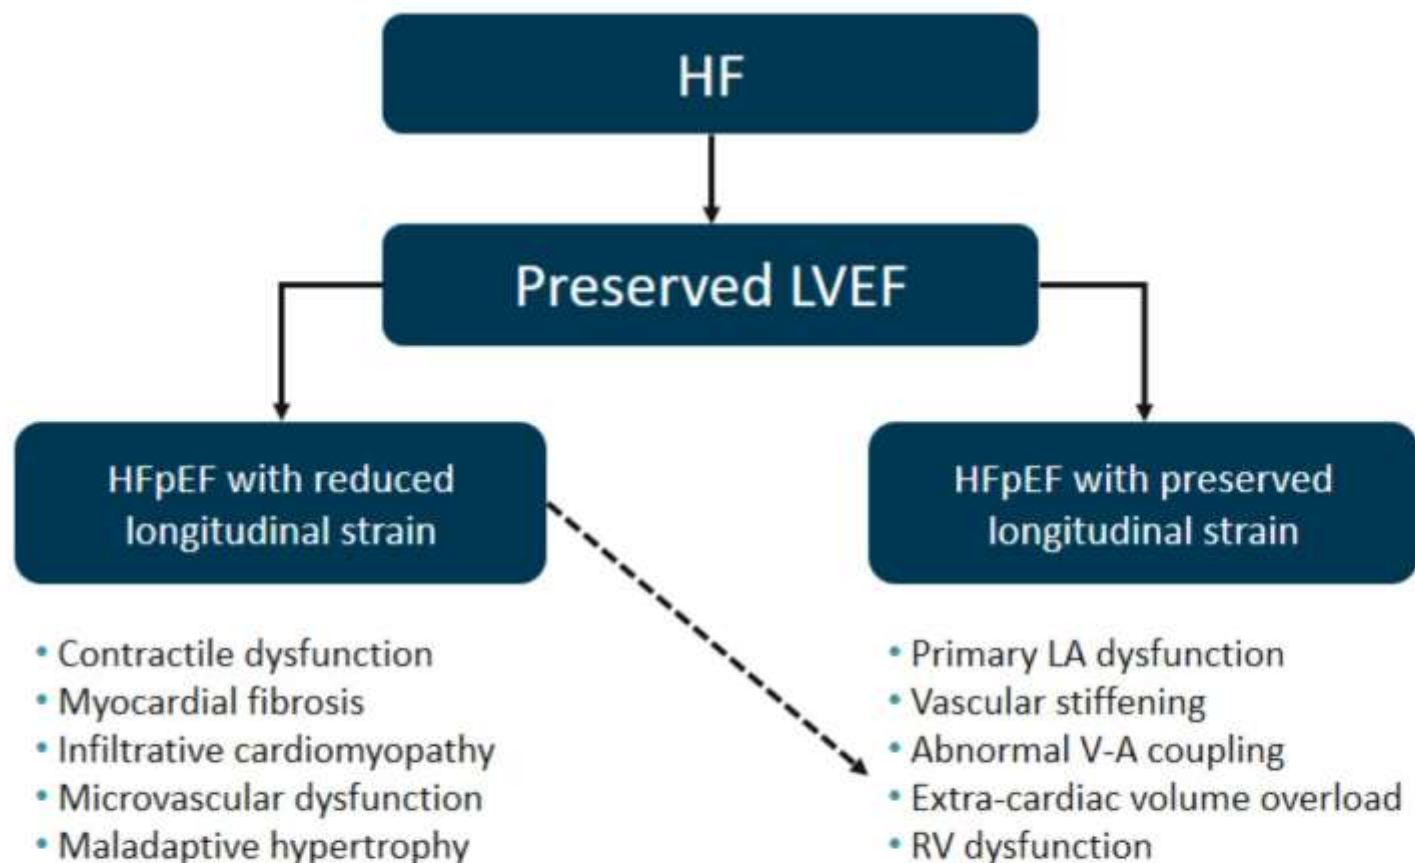 HF
Preserved LVEF
HFpEF with reduced
longitudinal strain
HFpEF with preserved
longitudinal strain
• Contractile dysfunction
• Myocardial fibrosis
• Infiltrative cardiomyopathy
• Microvascular dysfunction
• Maladaptive hypertrophy
• Primary LA dysfunction
• Vascular stiffening
• Abnormal V-A coupling
• Extra-cardiac volume overload
• RV dysfunction